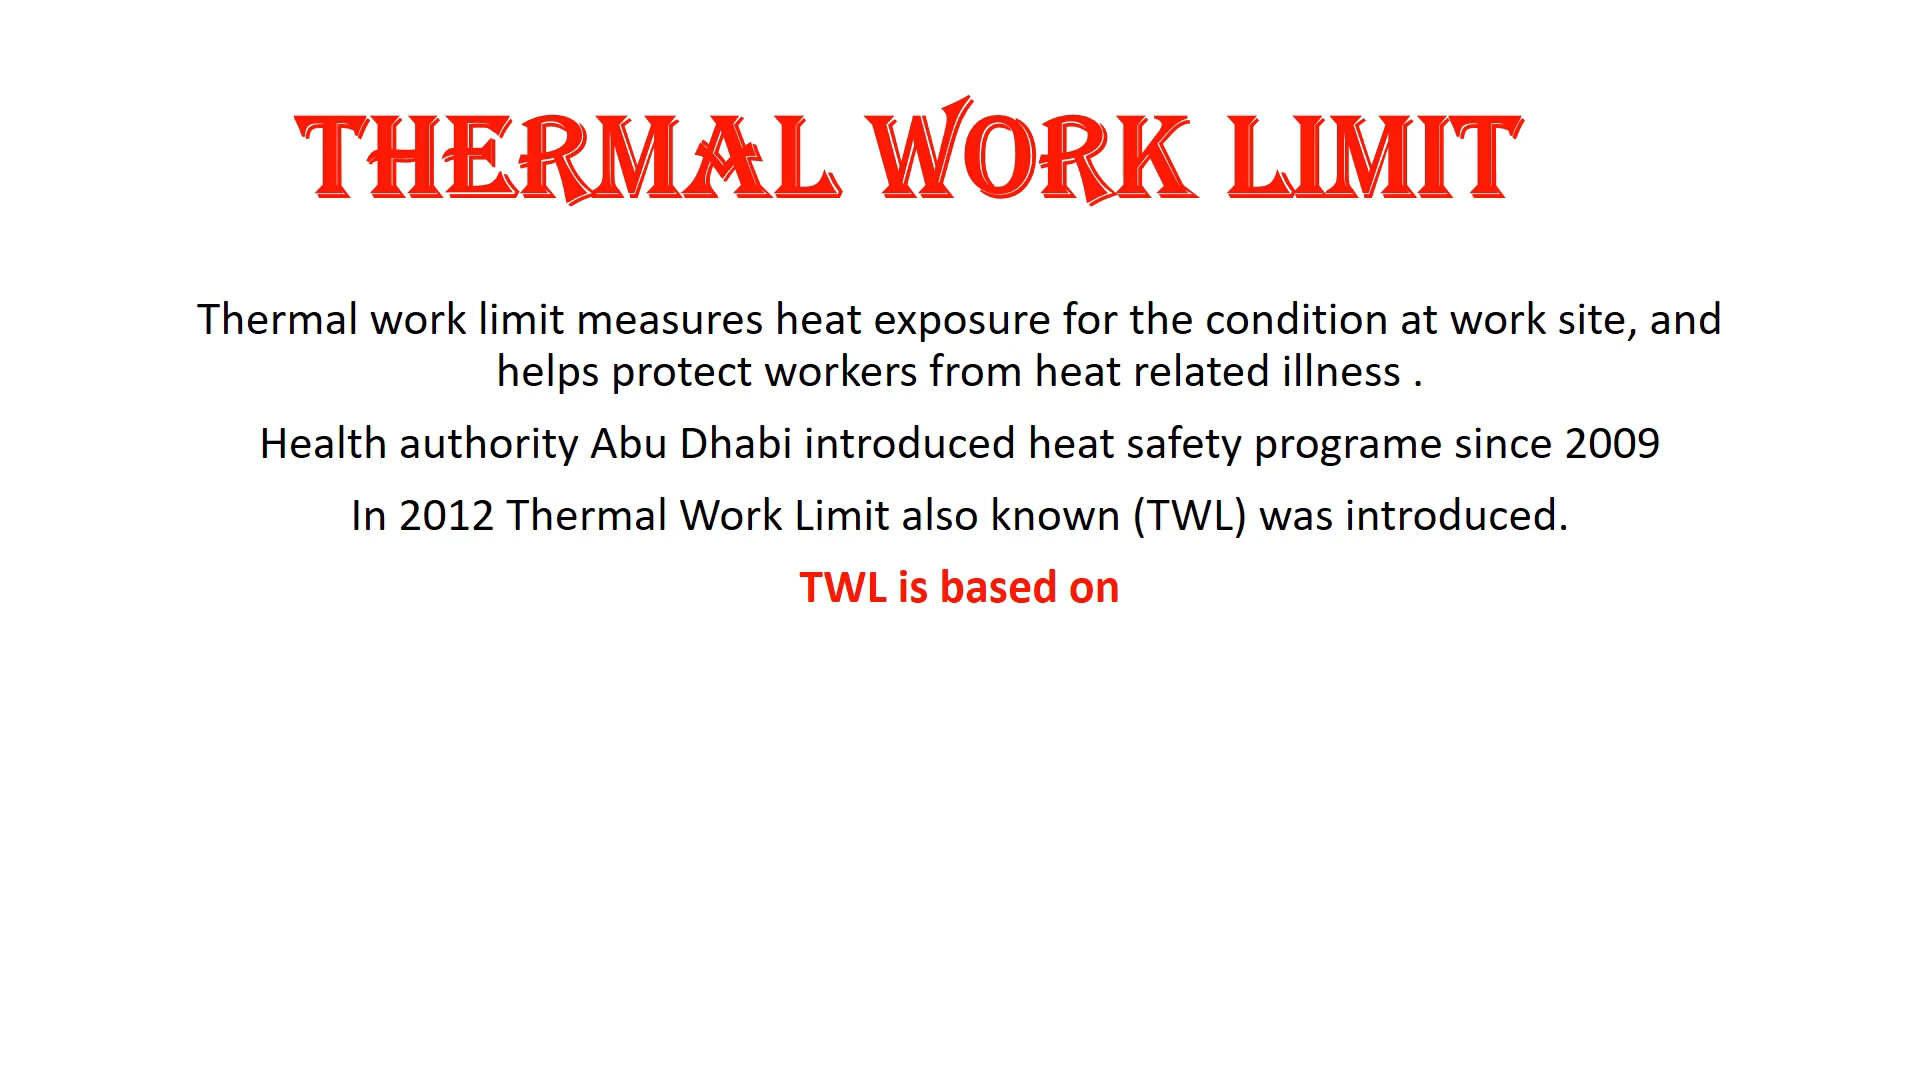 THERMAL WORK LIMIT
Thermal work limit measures heat exposure for the condition at work site, and
helps protect workers from heat related illness .
Health authority Abu Dhabi introduced heat safety programe since 2009
In 2012 Thermal Work Limit also known (TWL) was introduced.
TWL is based on